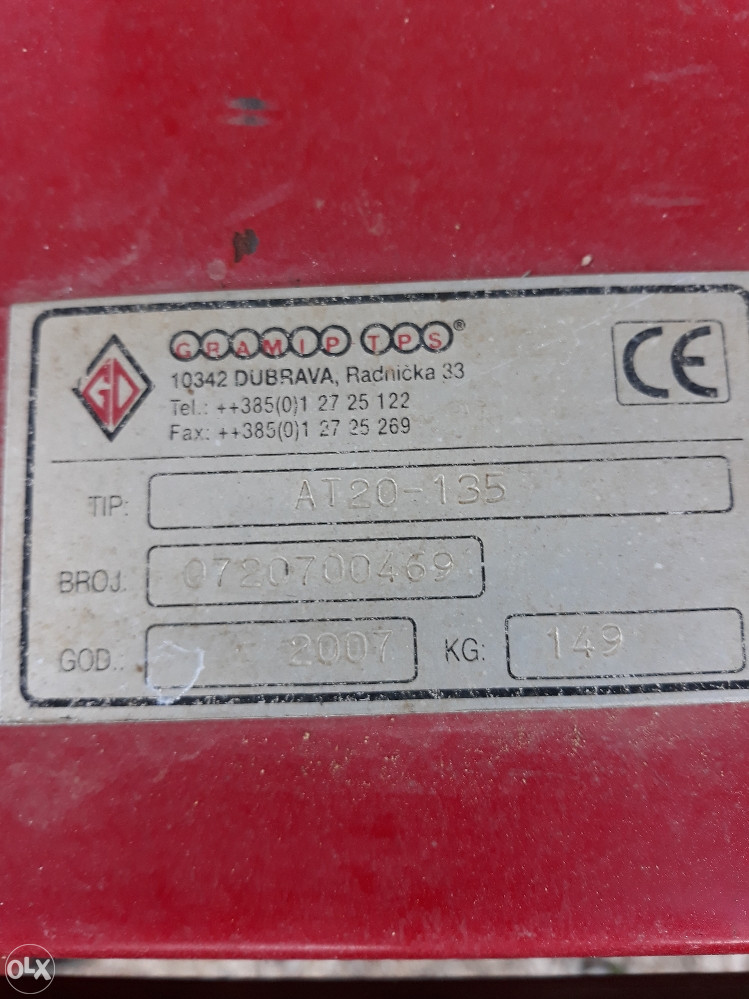 GD
GRAMIP TPS®
10342 DUBRAVA, Radnička 33
Tel.: ++385(0)1 27 25 122
Fax: ++385(0)1 27 25 269
CE
TIP: AT20-135
BROJ: 0720700469
GOD.: 2007 KG: 149
OLX